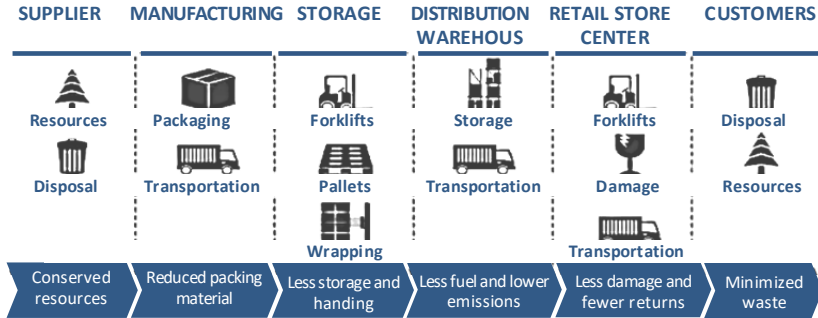 SUPPLIER
MANUFACTURING
STORAGE
DISTRIBUTION
WAREHOUS
RETAIL STORE
CENTER
CUSTOMERS
Resources
Packaging
Forklifts
Storage
Forklifts
Disposal
Disposal
Transportation
Pallets
Transportation
Damage
Resources
Wrapping
Transportation
Conserved
resources
Reduced packing
material
Less storage and
handing
Less fuel and lower
emissions
Less damage and
fewer returns
Minimized
waste